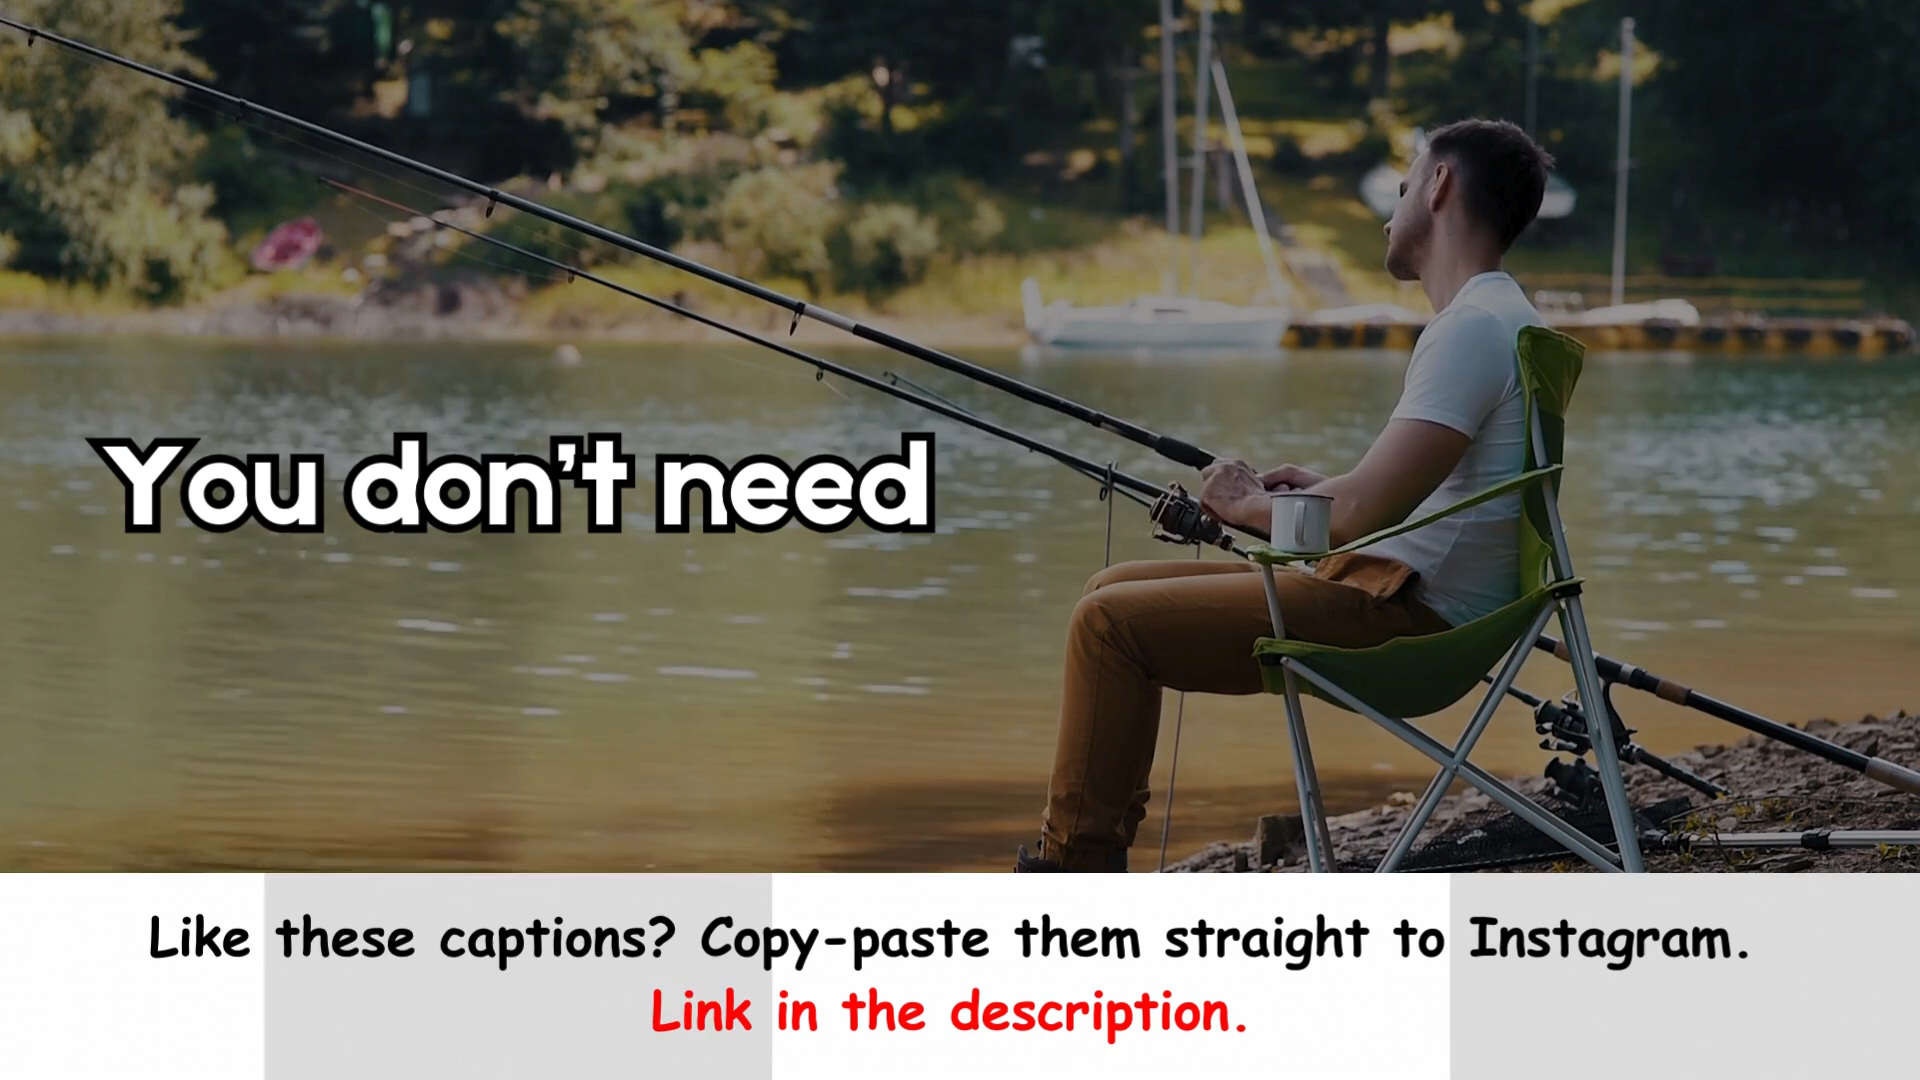 You don't need
Like these captions? Copy-paste them straight to Instagram.
Link in the description.